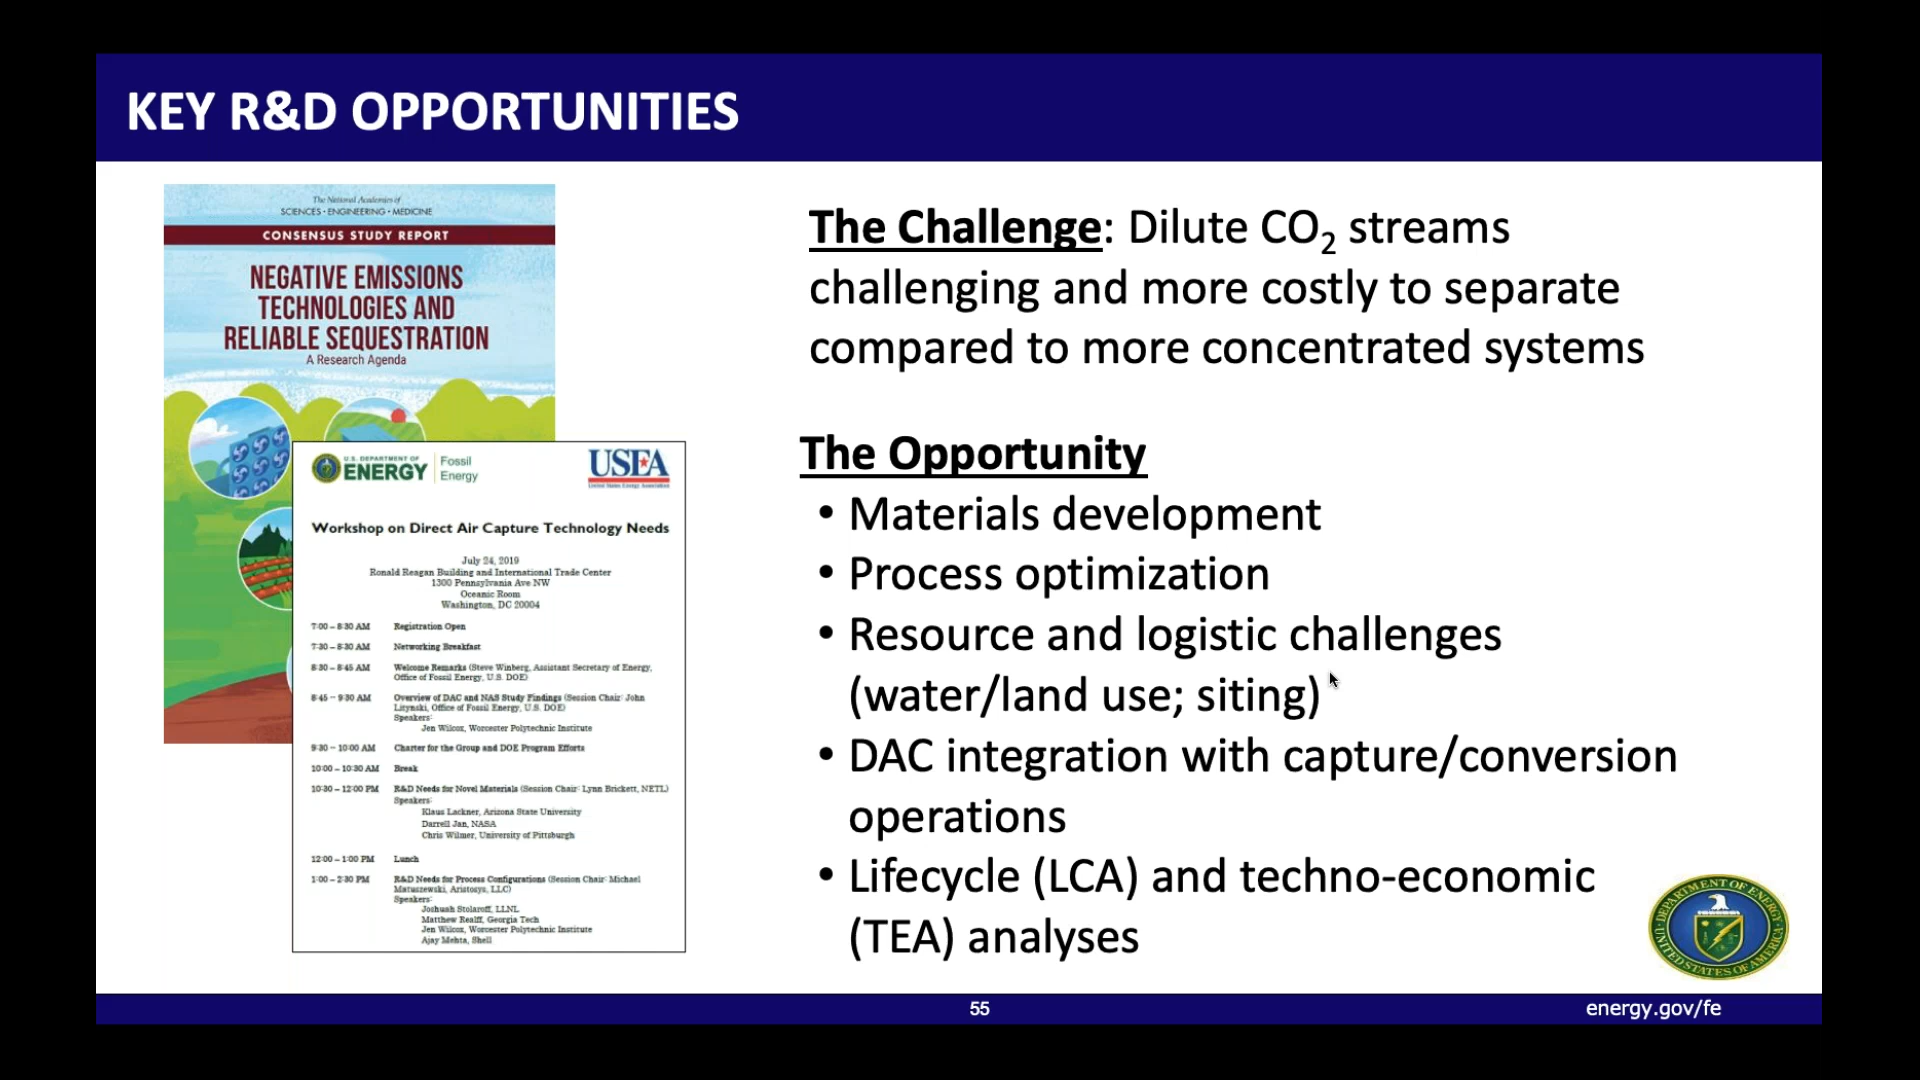 KEY R&D OPPORTUNITIES
The National Academies of
SCIENCES • ENGINEERING • MEDICINE
CONSENSUS STUDY REPORT
NEGATIVE EMISSIONS
TECHNOLOGIES AND
RELIABLE SEQUESTRATION
A Research Agenda
U.S. DEPARTMENT OF
ENERGY
Fossil
Energy
USEA
United States Energy Association
Workshop on Direct Air Capture Technology Needs
July 24, 2019
Ronald Reagan Building and International Trade Center
1300 Pennsylvania Ave NW
Oceanic Room
Washington, DC 20004
7:00 – 8:30 AM Registration Open
7:30 – 8:30 AM Networking Breakfast
8:30 – 8:45 AM Welcome Remarks (Steve Winberg, Assistant Secretary of Energy,
Office of Fossil Energy, U.S. DOE)
8:45 – 9:30 AM Overview of DAC and NAS Study Findings (Session Chair: John
Litynski, Office of Fossil Energy, U.S. DOE)
Speakers:
Jen Wilcox, Worcester Polytechnic Institute
9:30 – 10:00 AM Charter for the Group and DOE Program Efforts
10:00 – 10:30 AM Break
10:30 – 12:00 PM R&D Needs for Novel Materials (Session Chair: Lynn Brickett, NETL)
Speakers:
Klaus Lackner, Arizona State University
Darrell Jan, NASA
Chris Wilmer, University of Pittsburgh
12:00 – 1:00 PM Lunch
1:00 – 2:30 PM R&D Needs for Process Configurations (Session Chair: Michael
Matuszewski, Aristosys, LLC)
Speakers:
Joshuah Stolaroff, LLNL
Matthew Realff, Georgia Tech
Jen Wilcox, Worcester Polytechnic Institute
Ajay Mehta, Shell
The Challenge: Dilute CO₂ streams
challenging and more costly to separate
compared to more concentrated systems
The Opportunity
• Materials development
• Process optimization
• Resource and logistic challenges
(water/land use; siting)
• DAC integration with capture/conversion
operations
• Lifecycle (LCA) and techno-economic
(TEA) analyses
DEPARTMENT OF ENERGY
UNITED STATES OF AMERICA
55
energy.gov/fe